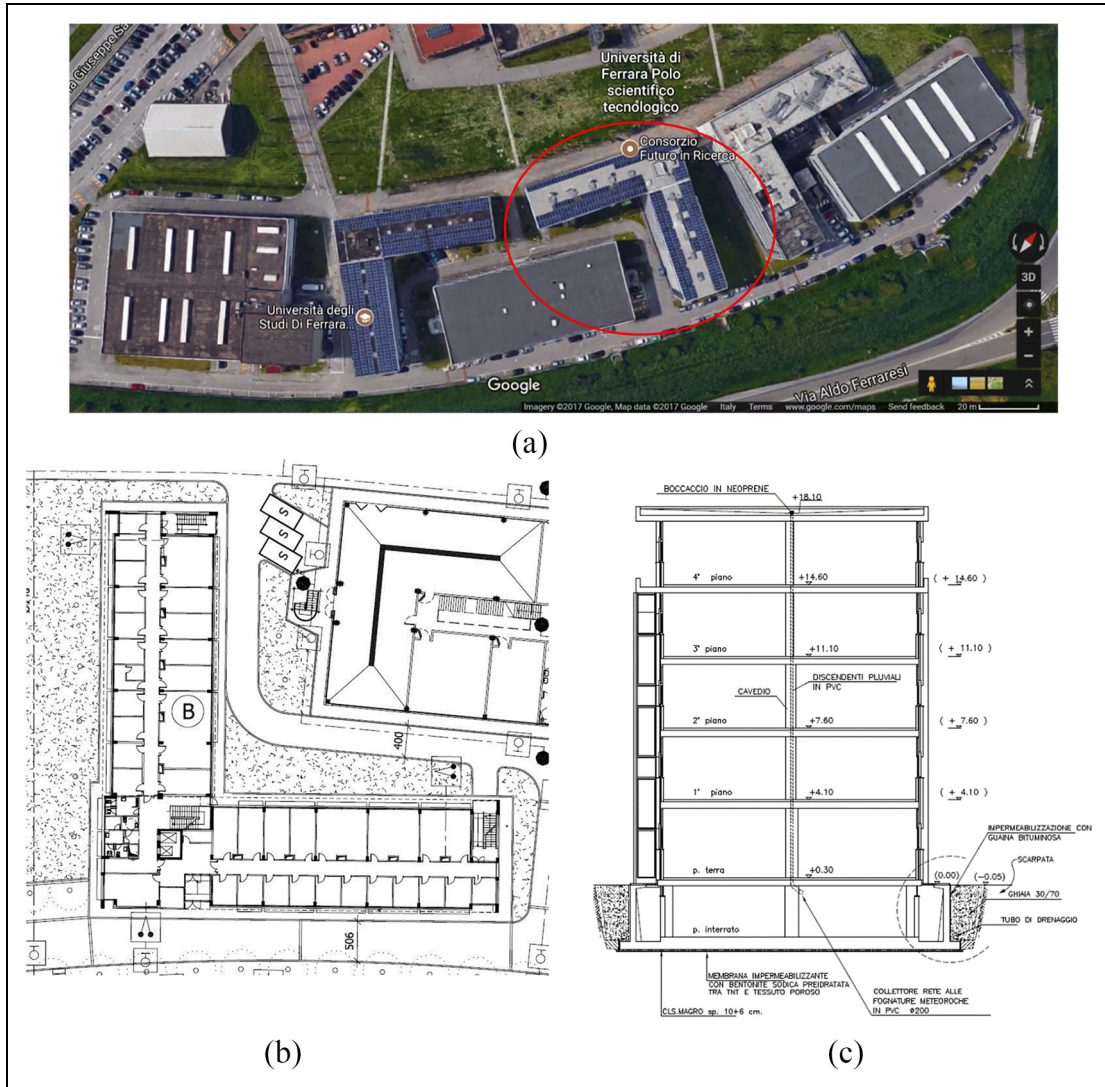 ia Giuseppe Sa
Università di
Ferrara Polo
scientifico
tecnologico
Consorzio
Futuro in Ricerca
Università degli
Studi Di Ferrara...
3D
Google
Via Aldo Ferraresi
Imagery ©2017 Google, Map data ©2017 Google Italy Terms www.google.com/maps Send feedback 20 m
(a)
S
S
S
B
400
506
(b)
BOCCACCIO IN NEOPRENE
+18.10
4° piano
+14.60
( + 14.60 )
3° piano
+11.10
( + 11.10 )
DISCENDENTI PLUVIALI
IN PVC
CAVEDIO
2° piano
+7.60
( + 7.60 )
1° piano
+4.10
( + 4.10 )
IMPERMEABILIZZAZIONE CON
GUAINA BITUMINOSA
SCARPATA
p. terra
+0.30
(0.00)
(-0.05)
GHIAIA 30/70
TUBO DI DRENAGGIO
p. interrato
MEMBRANA IMPERMEABILIZZANTE
CON BENTONITE SODICA PREIDRATATA
TRA TNT E TESSUTO POROSO
COLLETTORE RETE ALLE
FOGNATURE METEOROCHE
IN PVC ø200
CLS.MAGRO sp. 10+6 cm.
(c)